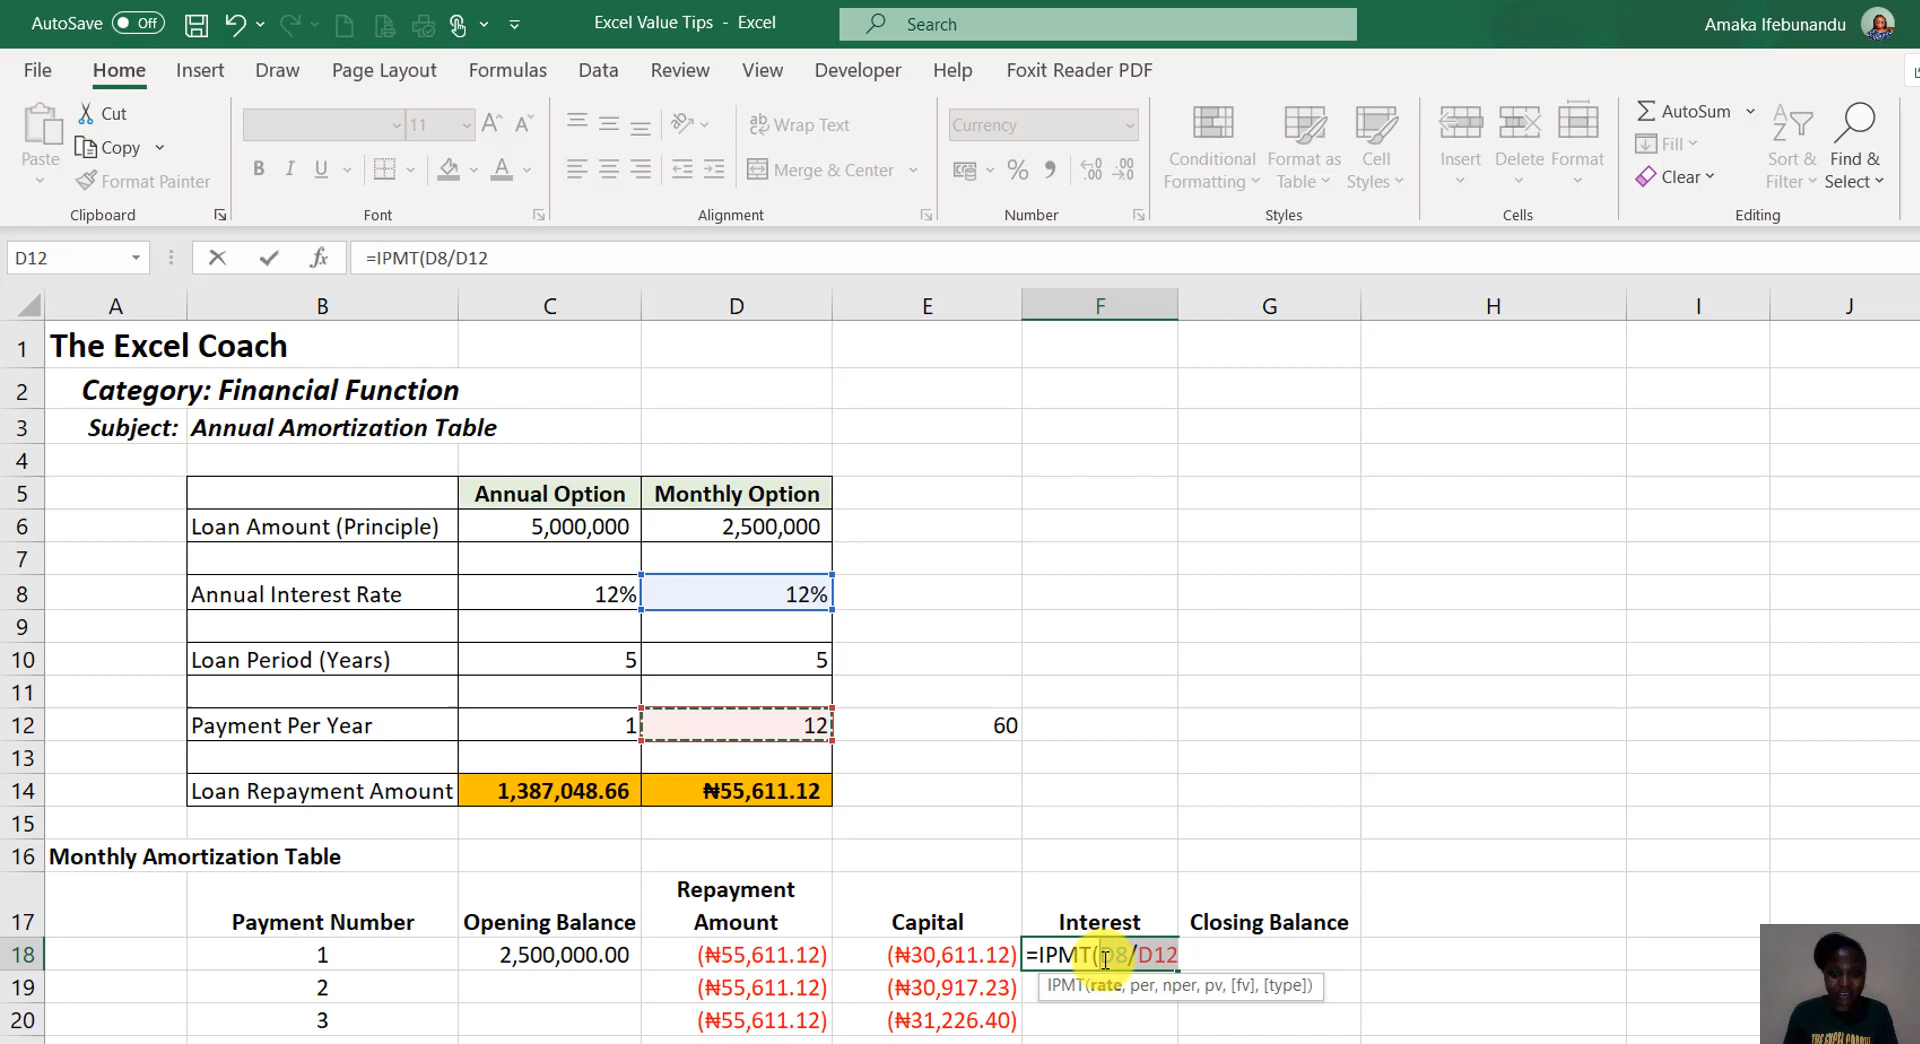 AutoSave Off Excel Value Tips - Excel Search Amaka Ifebunandu
File Home Insert Draw Page Layout Formulas Data Review View Developer Help Foxit Reader PDF
Paste Cut
Copy
Format Painter
Clipboard
11
B I U A
Font
Wrap Text
Merge & Center
Alignment
Currency
Number
Conditional Formatting
Format as Table
Cell Styles
Styles
Insert Delete Format
Cells
AutoSum
Fill
Clear
Sort & Filter
Find & Select
Editing
D12 fx =IPMT(D8/D12
A B C D E F G H I J
1 The Excel Coach
2 Category: Financial Function
3 Subject: Annual Amortization Table
4
5 Annual Option Monthly Option
6 Loan Amount (Principle) 5,000,000 2,500,000
7
8 Annual Interest Rate 12% 12%
9
10 Loan Period (Years) 5 5
11
12 Payment Per Year 1 12 60
13
14 Loan Repayment Amount 1,387,048.66 ₦55,611.12
15
16 Monthly Amortization Table
17 Payment Number Opening Balance Repayment Amount Capital Interest Closing Balance
18 1 2,500,000.00 (₦55,611.12) (₦30,611.12) =IPMT(D8/D12
IPMT(rate, per, nper, pv, [fv], [type])
19 2 (₦55,611.12) (₦30,917.23)
20 3 (₦55,611.12) (₦31,226.40)